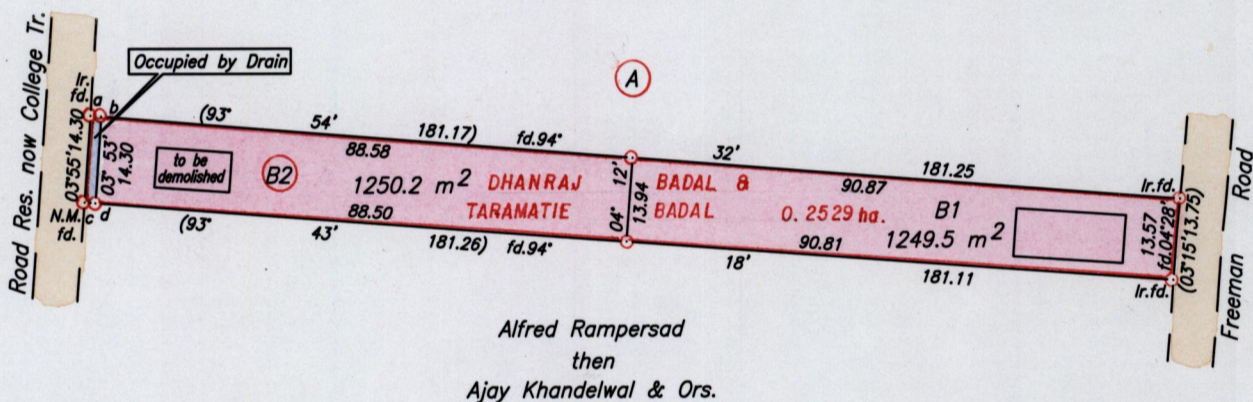 Road Res. now College Tr.
Occupied by Drain
A
Ir.
fd.
a
b
03°55'14.30
03° 53'
14.30
N.M.
fd.
c
d
(93° 54' 181.17) fd.94° 32' 181.25
88.58
90.87
to be
demolished
B2
1250.2 m²
DHANRAJ BADAL &
TARAMATIE BADAL
0.2529 ha.
04° 12'
13.94
B1
1249.5 m²
88.50
90.81
(93° 43' 181.26) fd.94° 18' 181.11
Ir.fd.
13.57
fd.04°28'
(03°15'13.75)
Ir.fd.
Freeman Road
Alfred Rampersad
then
Ajay Khandelwal & Ors.